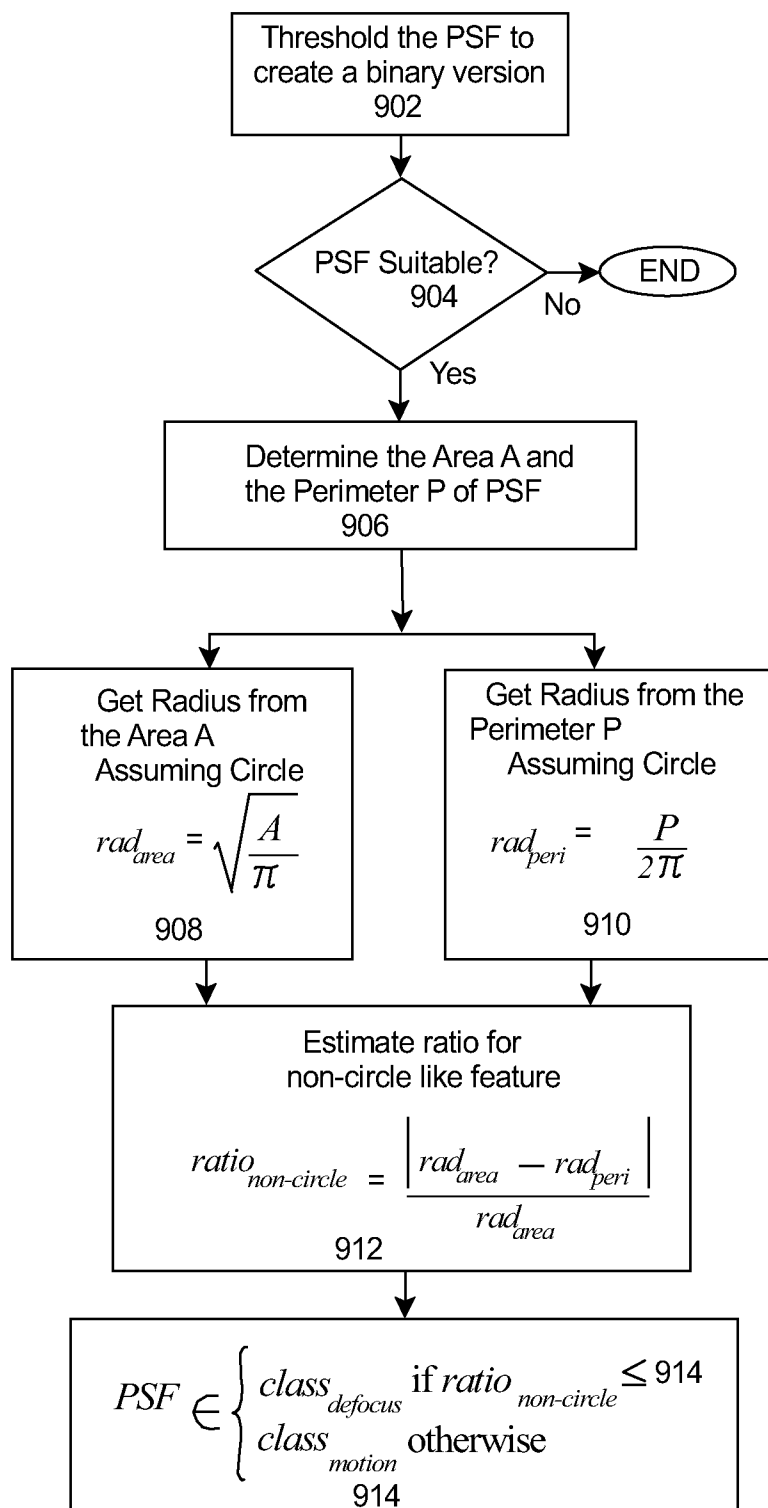 Threshold the PSF to
create a binary version
902
PSF Suitable?
904
END
No
Yes
Determine the Area A and
the Perimeter P of PSF
906
Get Radius from
the Area A
Assuming Circle
rad_area = √(A/π)
908
Get Radius from the
Perimeter P
Assuming Circle
rad_peri = P/2π
910
Estimate ratio for
non-circle like feature
ratio_non-circle = |rad_area − rad_peri|/rad_area
912
PSF ∈ { class_defocus if ratio_non-circle ≤ 914
class_motion otherwise
914